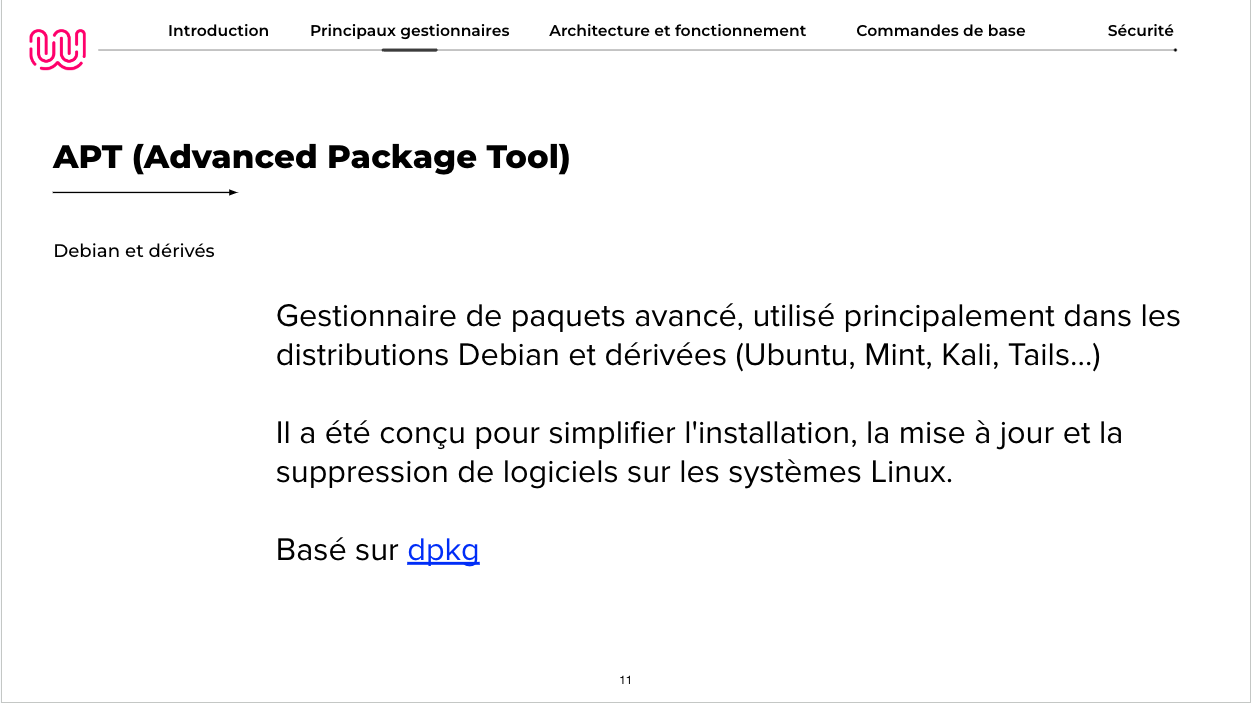 Introduction
Principaux gestionnaires
Architecture et fonctionnement
Commandes de base
Sécurité
APT (Advanced Package Tool)
Debian et dérivés
Gestionnaire de paquets avancé, utilisé principalement dans les
distributions Debian et dérivées (Ubuntu, Mint, Kali, Tails...)
Il a été conçu pour simplifier l'installation, la mise à jour et la
suppression de logiciels sur les systèmes Linux.
Basé sur dpkg
11